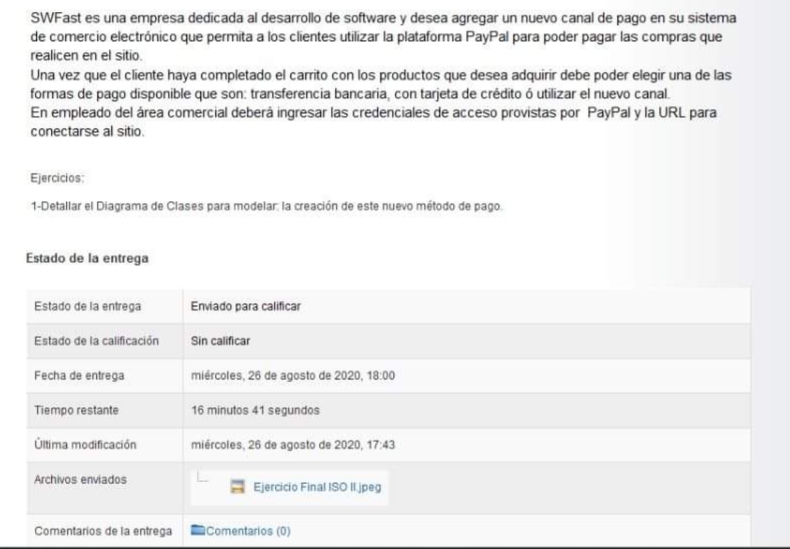 SWFast es una empresa dedicada al desarrollo de software y desea agregar un nuevo canal de pago en su sistema
de comercio electrónico que permita a los clientes utilizar la plataforma PayPal para poder pagar las compras que
realicen en el sitio.
Una vez que el cliente haya completado el carrito con los productos que desea adquirir debe poder elegir una de las
formas de pago disponible que son: transferencia bancaria, con tarjeta de crédito ó utilizar el nuevo canal.
En empleado del área comercial deberá ingresar las credenciales de acceso provistas por PayPal y la URL para
conectarse al sitio.
Ejercicios:
1-Detallar el Diagrama de Clases para modelar: la creación de este nuevo método de pago.
Estado de la entrega
Estado de la entrega Enviado para calificar
Estado de la calificación Sin calificar
Fecha de entrega miércoles, 26 de agosto de 2020, 18:00
Tiempo restante 16 minutos 41 segundos
Última modificación miércoles, 26 de agosto de 2020, 17:43
Archivos enviados Ejercicio Final ISO II.jpeg
Comentarios de la entrega Comentarios (0)